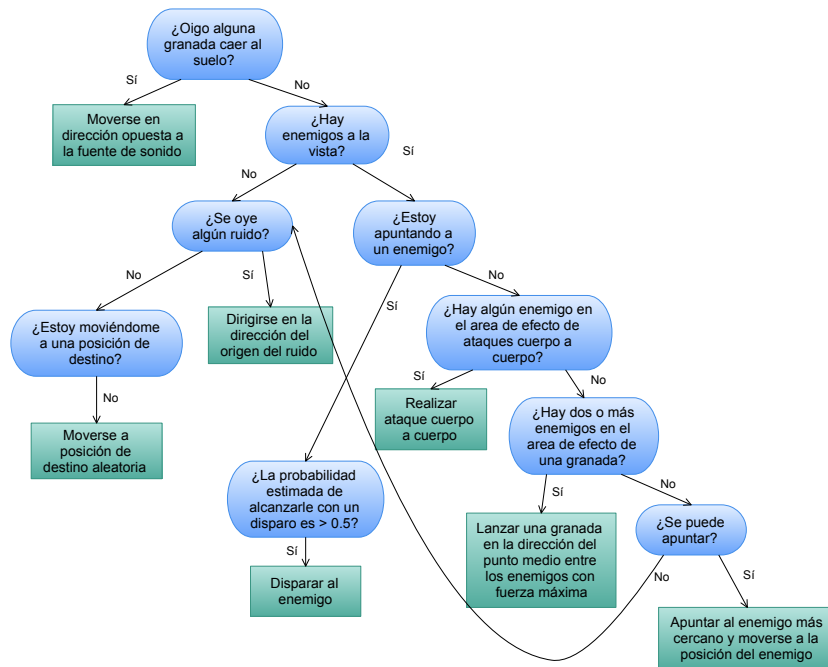 ¿Oigo alguna
granada caer al
suelo?
Sí
No
Moverse en
dirección opuesta a
la fuente de sonido
¿Hay
enemigos a la
vista?
No
Sí
¿Se oye
algún ruido?
¿Estoy
apuntando a
un enemigo?
No
Sí
Sí
No
¿Estoy moviéndome
a una posición de
destino?
Dirigirse en la
dirección del
origen del ruido
¿Hay algún enemigo en
el area de efecto de
ataques cuerpo a
cuerpo?
No
Sí
No
Moverse a
posición de
destino aleatoria
Realizar
ataque cuerpo
a cuerpo
¿Hay dos o más
enemigos en el
area de efecto de
una granada?
¿La probabilidad
estimada de
alcanzarle con un
disparo es > 0.5?
Sí
No
Sí
Lanzar una granada
en la dirección del
punto medio entre
los enemigos con
fuerza máxima
¿Se puede
apuntar?
Disparar al
enemigo
No
Sí
Apuntar al enemigo más
cercano y moverse a la
posición del enemigo